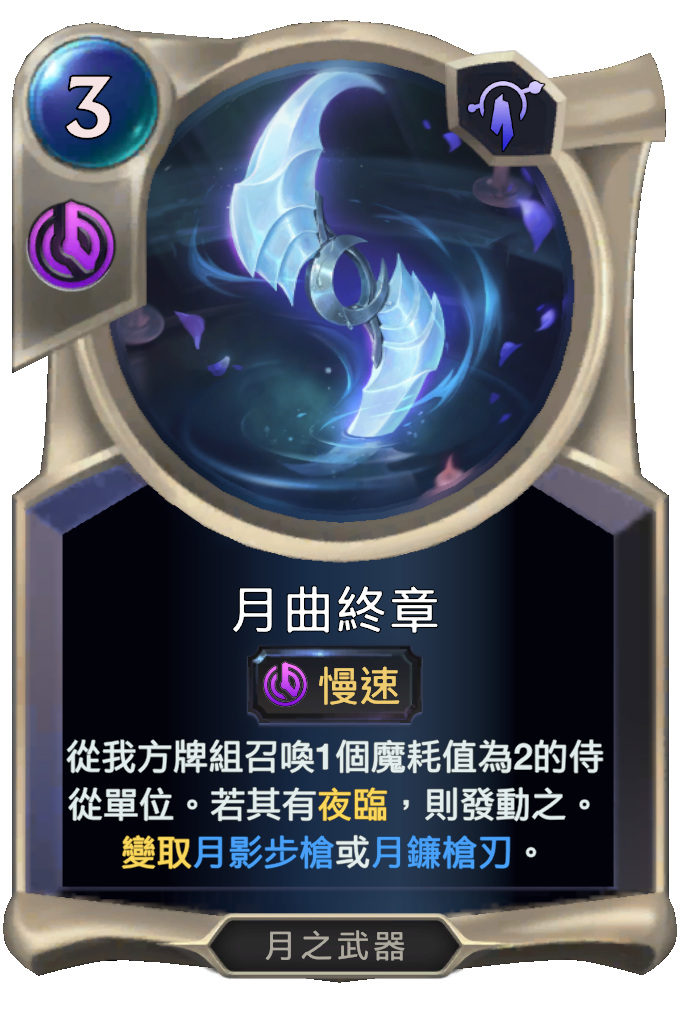 3
月曲終章
慢速
從我方牌組召喚1個魔耗值為2的侍
從單位。若其有夜臨，則發動之。
變取月影步槍或月鐮槍刃。
月之武器